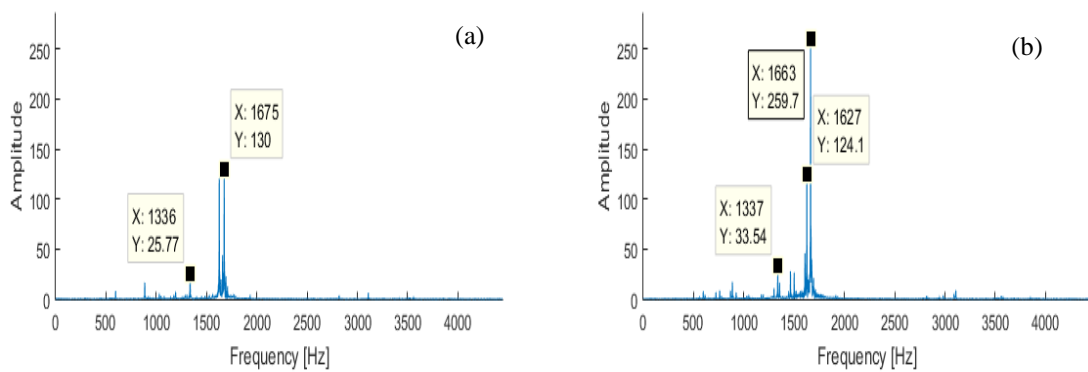 (a)
250
200
150
100
50
0
Amplitude
X: 1675
Y: 130
X: 1336
Y: 25.77
0 500 1000 1500 2000 2500 3000 3500 4000
Frequency [Hz]
(b)
250
200
150
100
50
0
Amplitude
X: 1663
Y: 259.7
X: 1627
Y: 124.1
X: 1337
Y: 33.54
0 500 1000 1500 2000 2500 3000 3500 4000
Frequency [Hz]